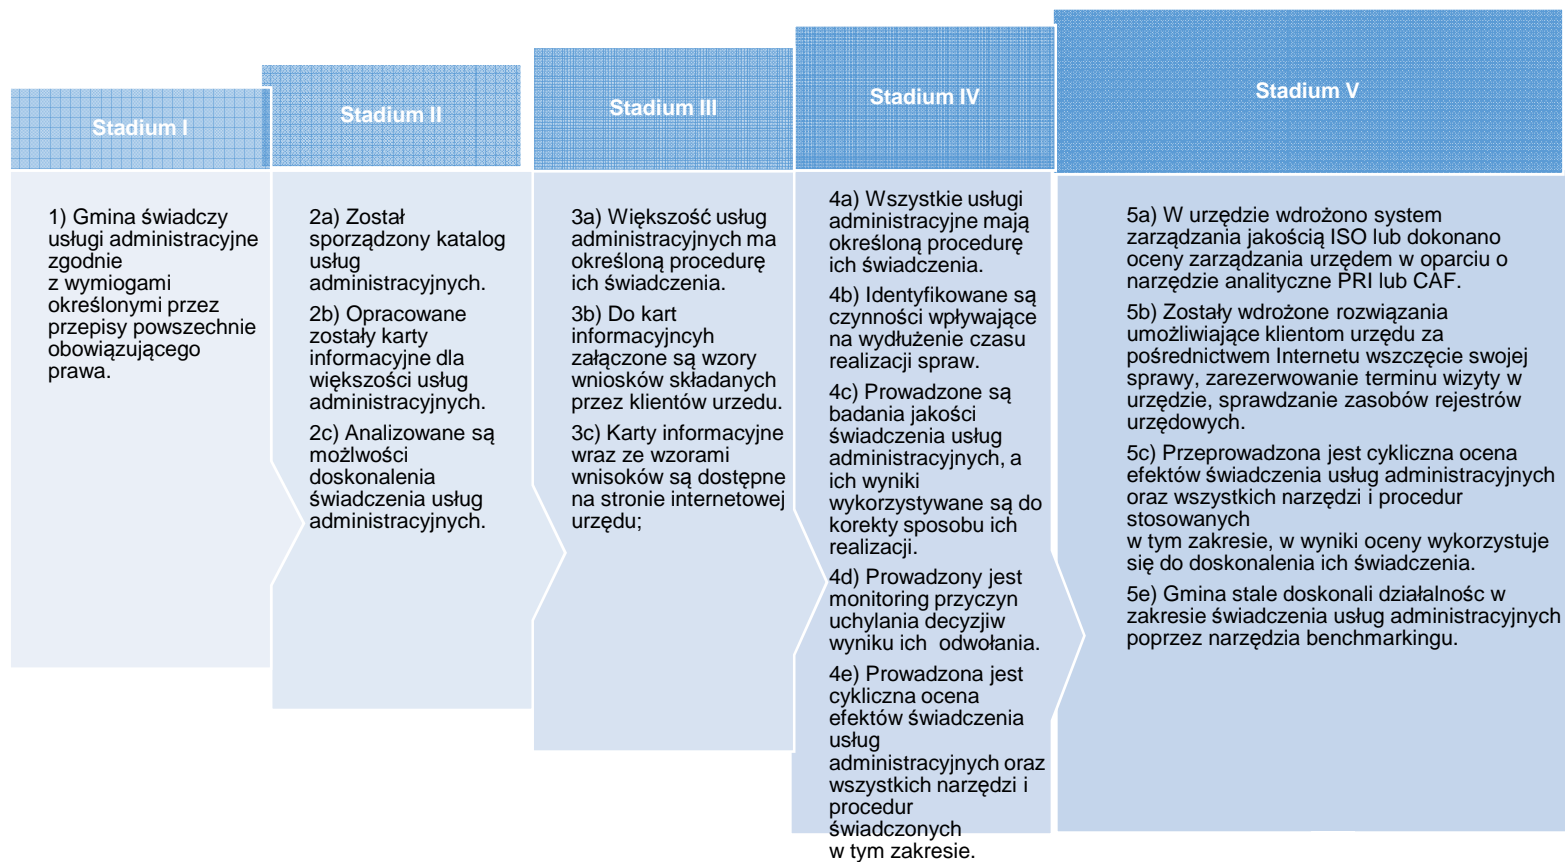 Stadium I
1) Gmina świadczy
usługi administracyjne
zgodnie
z wymiogami
określonymi przez
przepisy powszechnie
obowiązującego
prawa.
Stadium II
2a) Został
sporządzony katalog
usług
administracyjnych.
2b) Opracowane
zostały karty
informacyjne dla
większości usług
administracyjnych.
2c) Analizowane są
możlwości
doskonalenia
świadczenia usług
administracyjnych.
Stadium III
3a) Większość usług
administracyjnych ma
określoną procedurę
ich świadczenia.
3b) Do kart
informacyjncyh
załączone są wzory
wniosków składanych
przez klientów urzedu.
3c) Karty informacyjne
wraz ze wzorami
wnisoków są dostępne
na stronie internetowej
urzędu;
Stadium IV
4a) Wszystkie usługi
administracyjne mają
określoną procedurę
ich świadczenia.
4b) Identyfikowane są
czynności wpływające
na wydłużenie czasu
realizacji spraw.
4c) Prowadzone są
badania jakości
świadczenia usług
administracyjnych, a
ich wyniki
wykorzystywane są do
korekty sposobu ich
realizacji.
4d) Prowadzony jest
monitoring przyczyn
uchylania decyzjiw
wyniku ich odwołania.
4e) Prowadzona jest
cykliczna ocena
efektów świadczenia
usług
administracyjnych oraz
wszystkich narzędzi i
procedur
świadczonych
w tym zakresie.
Stadium V
5a) W urzędzie wdrożono system
zarządzania jakością ISO lub dokonano
oceny zarządzania urzędem w oparciu o
narzędzie analityczne PRI lub CAF.
5b) Zostały wdrożone rozwiązania
umożliwiające klientom urzędu za
pośrednictwem Internetu wszczęcie swojej
sprawy, zarezerwowanie terminu wizyty w
urzędzie, sprawdzanie zasobów rejestrów
urzędowych.
5c) Przeprowadzona jest cykliczna ocena
efektów świadczenia usług administracyjnych
oraz wszystkich narzędzi i procedur
stosowanych
w tym zakresie, w wyniki oceny wykorzystuje
się do doskonalenia ich świadczenia.
5e) Gmina stale doskonali działalnośc w
zakresie świadczenia usług administracyjnych
poprzez narzędzia benchmarkingu.